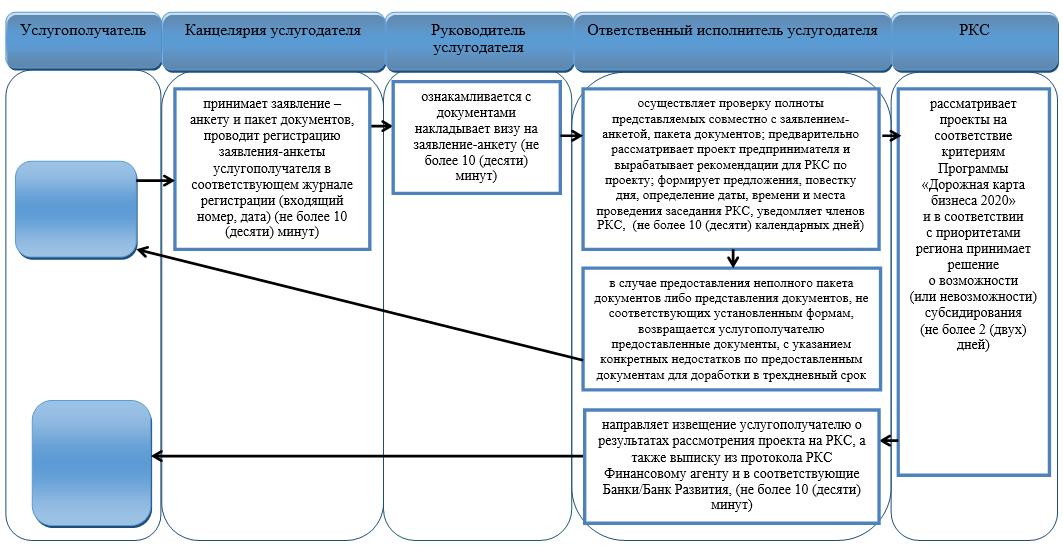 Услугополучатель
Канцелярия услугодателя
Руководитель
услугодателя
Ответственный исполнитель услугодателя
РКС
принимает заявление –
анкету и пакет документов,
проводит регистрацию
заявления-анкеты
услугополучателя в
соответствующем журнале
регистрации (входящий
номер, дата) (не более 10
(десяти) минут)
ознакамливается с
документами
накладывает визу на
заявление-анкету (не
более 10 (десяти)
минут)
осуществляет проверку полноты
представляемых совместно с заявлением-
анкетой, пакета документов; предварительно
рассматривает проект предпринимателя и
вырабатывает рекомендации для РКС по
проекту; формирует предложения, повестку
дня, определение даты, времени и места
проведения заседания РКС, уведомляет членов
РКС, (не более 10 (десяти) календарных дней)
в случае предоставления неполного пакета
документов либо представления документов, не
соответствующих установленным формам,
возвращается услугополучателю
предоставленные документы, с указанием
конкретных недостатков по предоставленным
документам для доработки в трехдневный срок
направляет извещение услугополучателю о
результатах рассмотрения проекта на РКС, а
также выписку из протокола РКС
Финансовому агенту и в соответствующие
Банки/Банк Развития, (не более 10 (десяти)
минут)
рассматривает
проекты на
соответствие
критериям
Программы
«Дорожная карта
бизнеса 2020»
и в соответствии
с приоритетами
региона принимает
решение
о возможности
(или невозможности)
субсидирования
(не более 2 (двух)
дней)